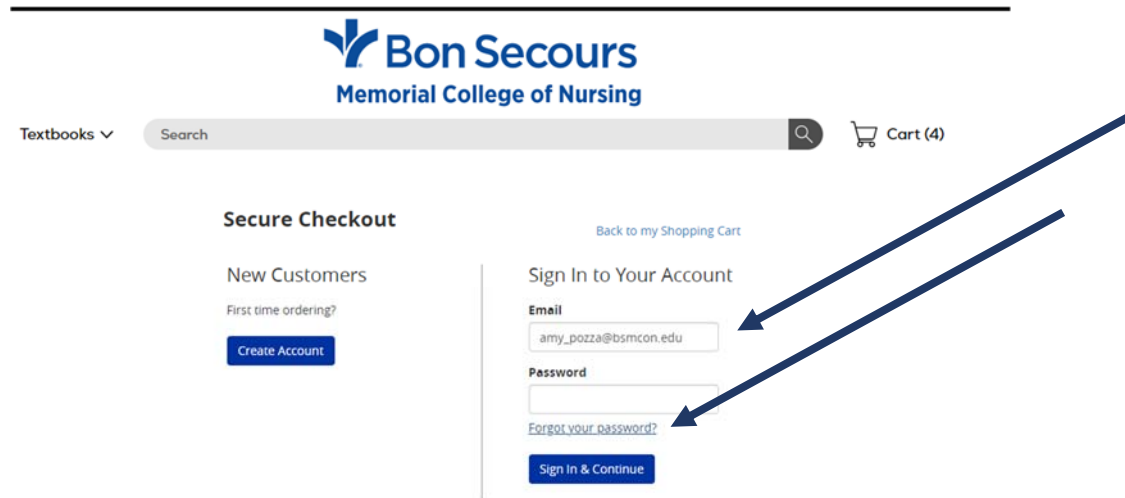 Bon Secours
Memorial College of Nursing
Textbooks
Search
Cart (4)
Secure Checkout
Back to my Shopping Cart
New Customers
First time ordering?
Create Account
Sign In to Your Account
Email
amy_pozza@bsmcon.edu
Password
Forgot your password?
Sign In & Continue